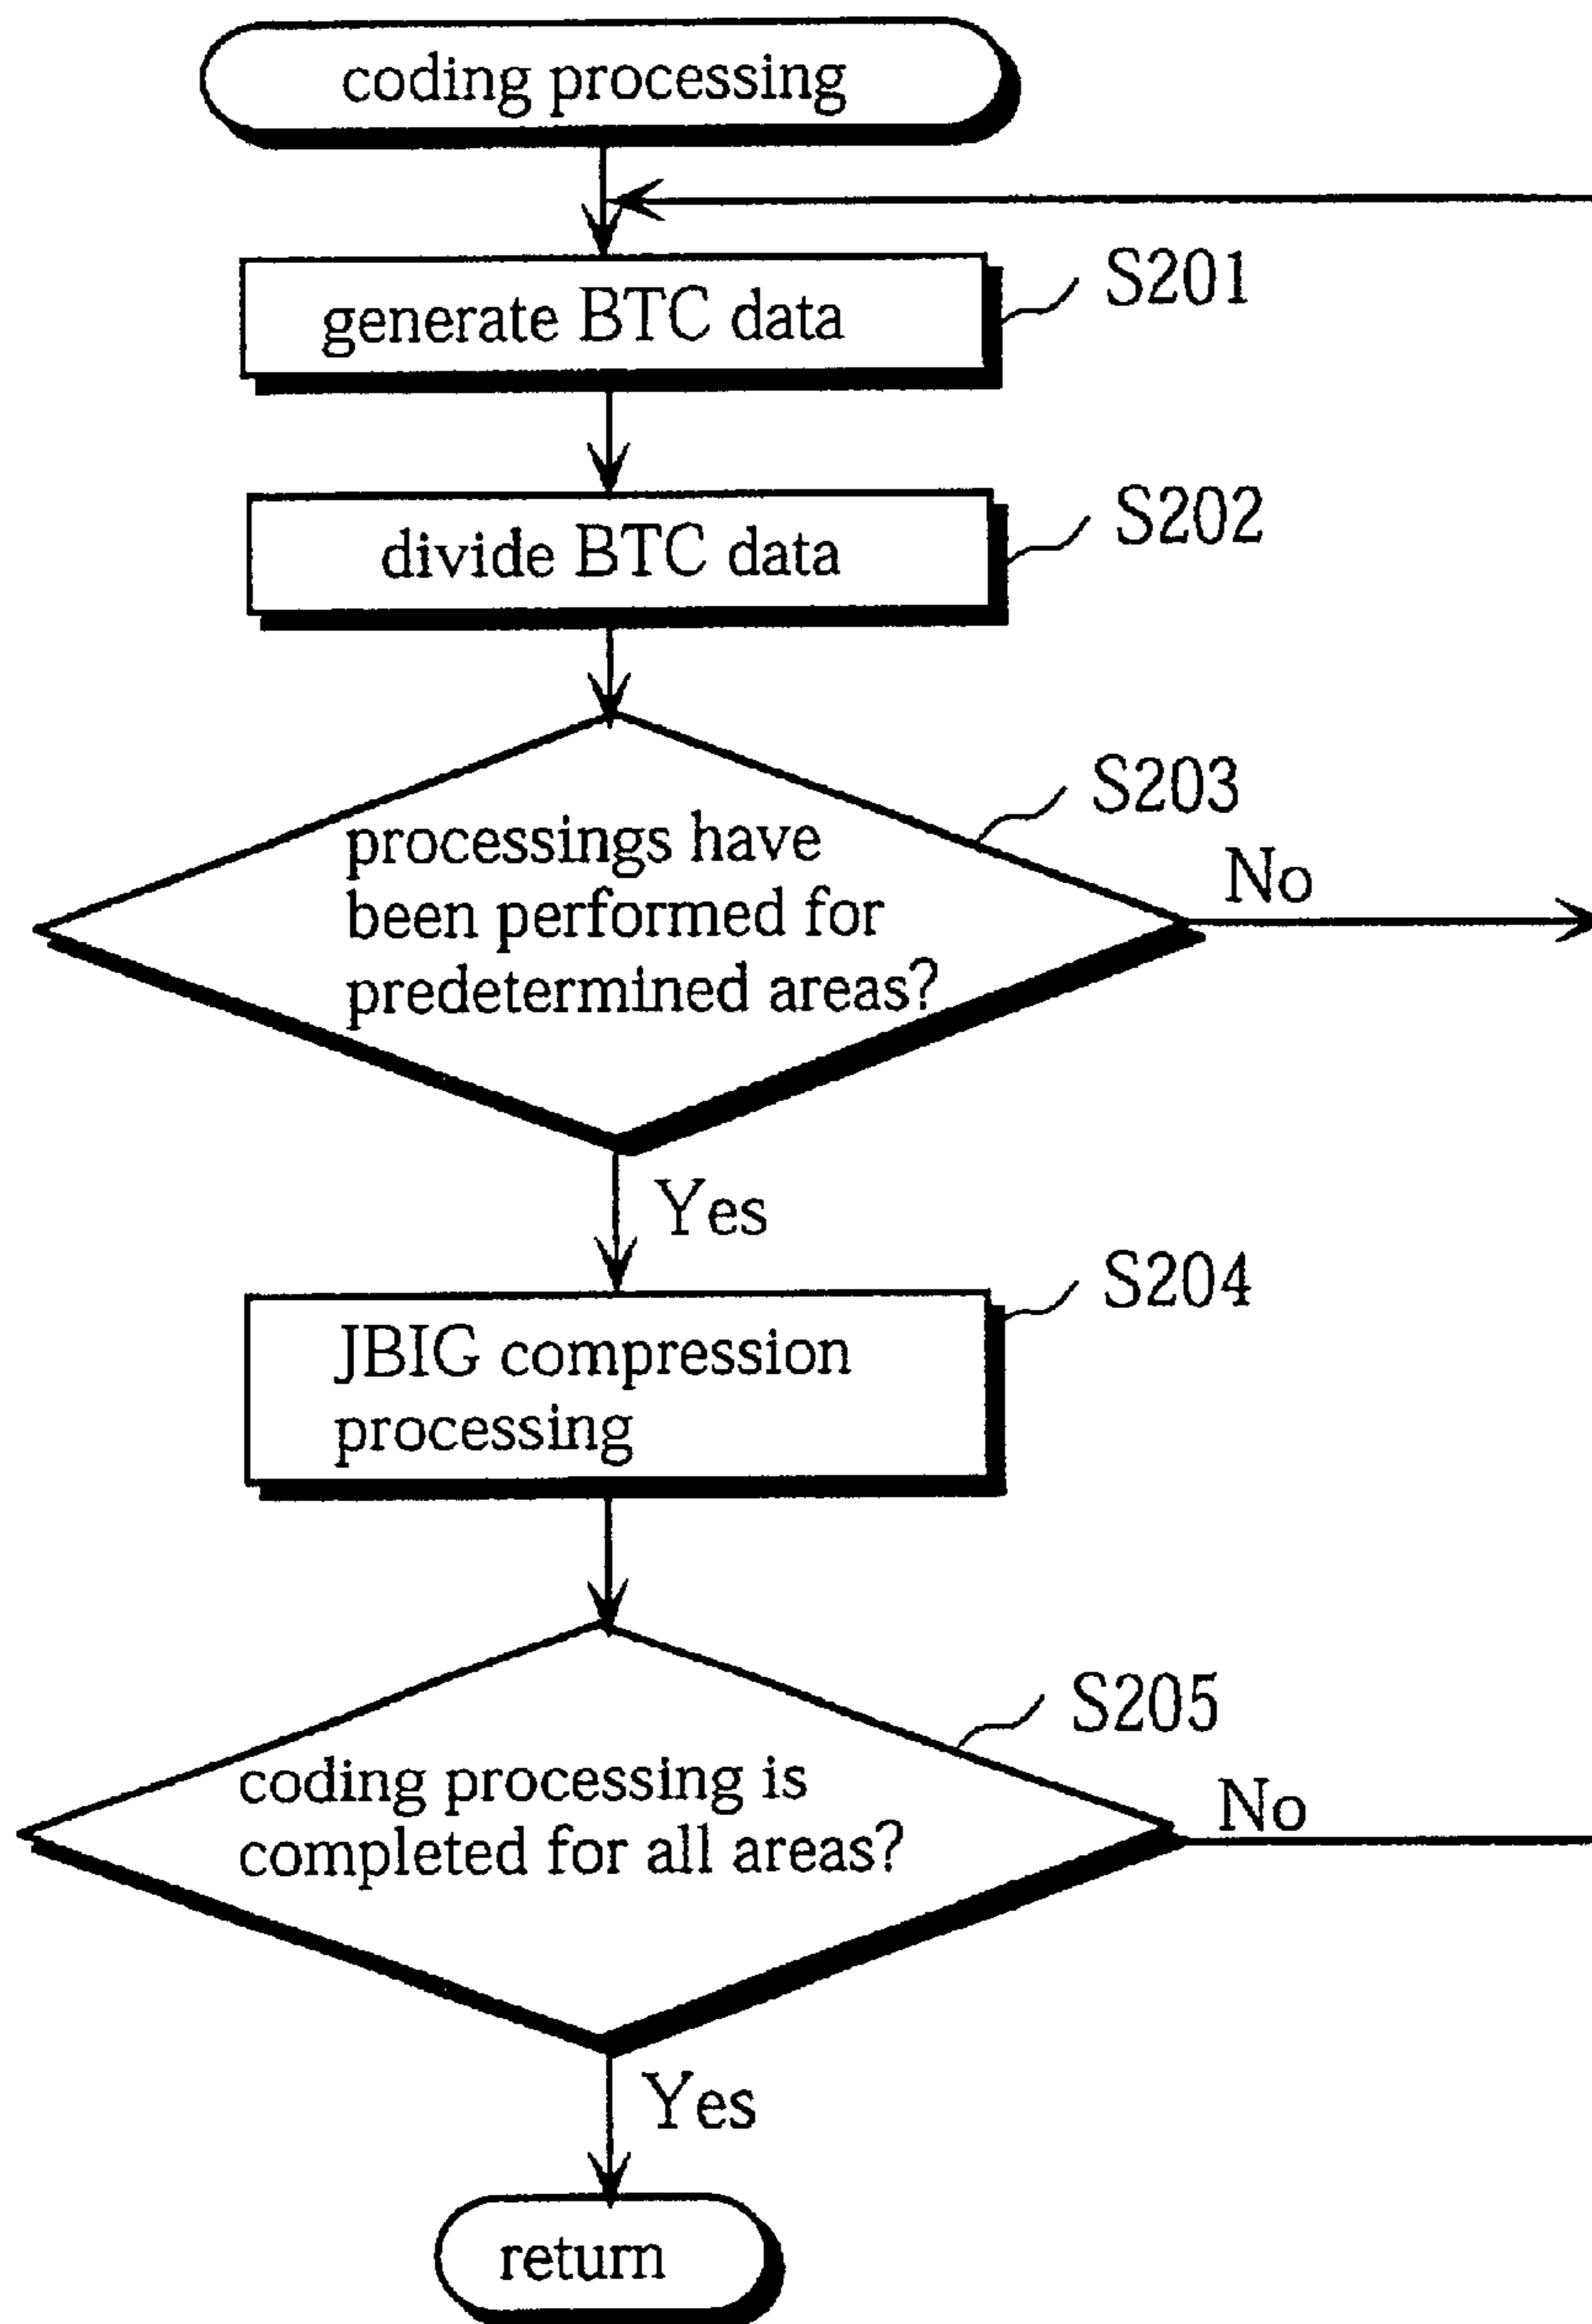 coding processing
generate BTC data
S201
divide BTC data
S202
S203
processings have
been performed for
predetermined areas?
No
Yes
S204
JBIG compression
processing
S205
coding processing is
completed for all areas?
No
Yes
return